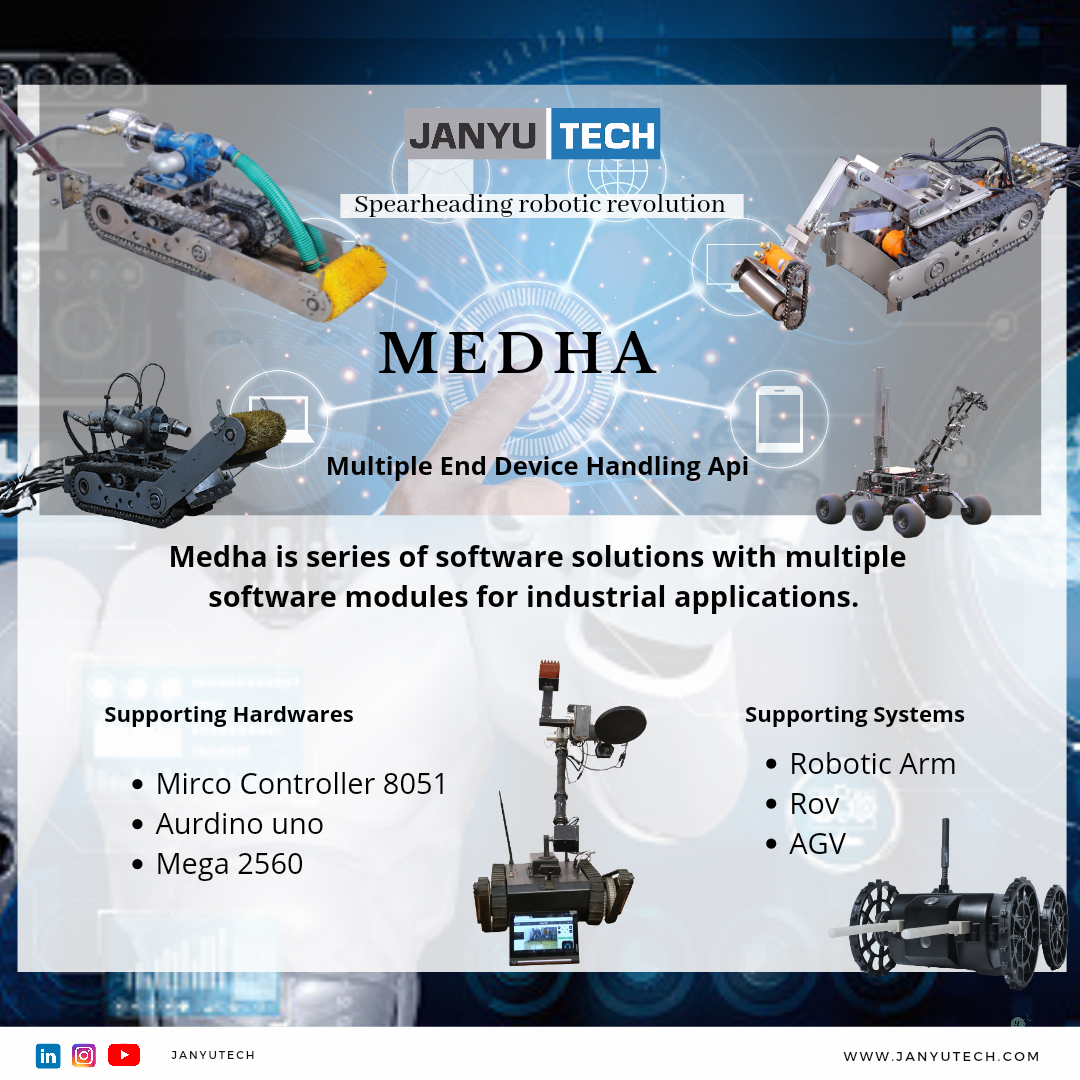 JANYU TECH
Spearheading robotic revolution
MEDHA
Multiple End Device Handling Api
Medha is series of software solutions with multiple
software modules for industrial applications.
Supporting Hardwares
• Mirco Controller 8051
• Aurdino uno
• Mega 2560
Supporting Systems
• Robotic Arm
• Rov
• AGV
in
JANYUTECH
WWW.JANYUTECH.COM